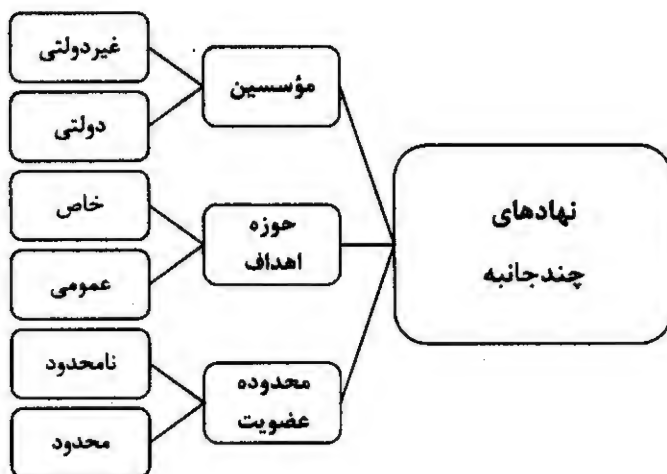 نهادهای
چندجانبه
مؤسسین
غیردولتی
دولتی
حوزه
اهداف
خاص
عمومی
محدوده
عضویت
نامحدود
محدود